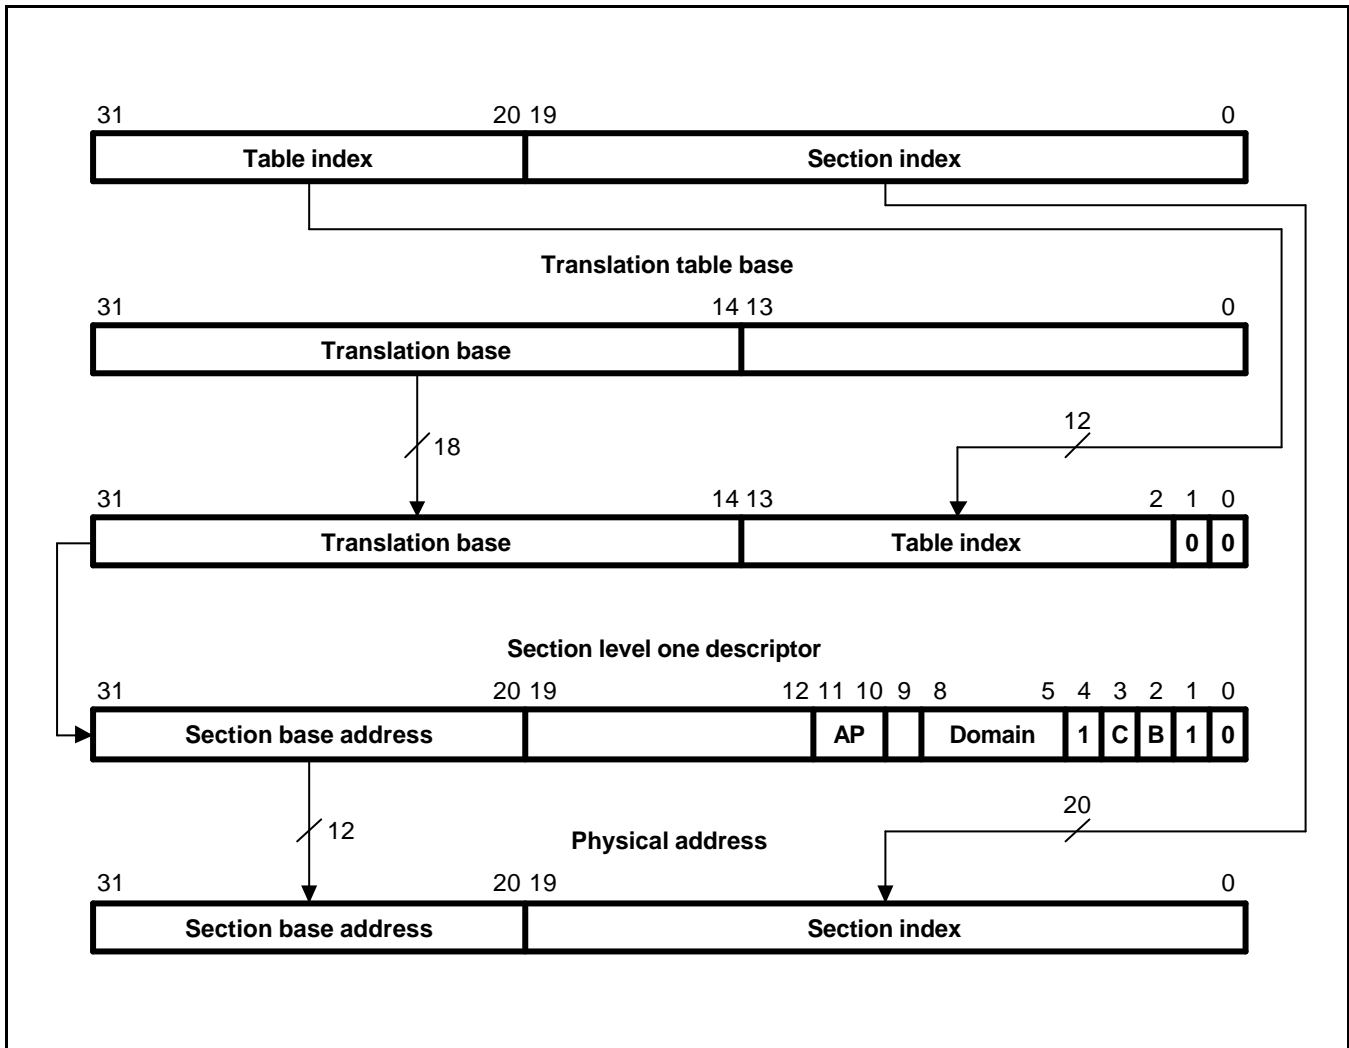 31 20 19 0
Table index Section index
Translation table base
31 14 13 0
Translation base
12
18
31 14 13 2 1 0
Translation base Table index 0 0
Section level one descriptor
31 20 19 12 11 10 9 8 5 4 3 2 1 0
Section base address AP Domain 1 C B 1 0
20
12
Physical address
31 20 19 0
Section base address Section index